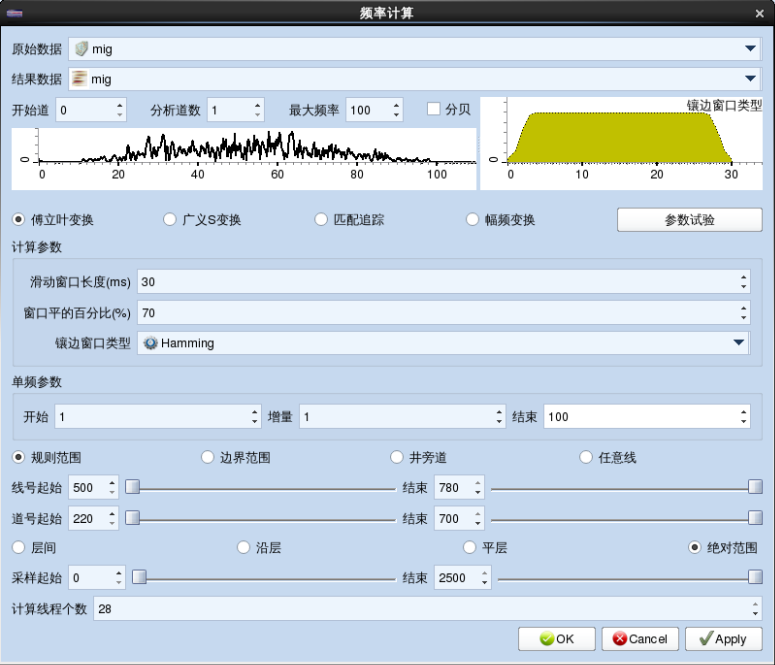 频率计算
原始数据 mig
结果数据 mig
开始道 0 分析道数 1 最大频率 100 分贝
镶边窗口类型
0
0 20 40 60 80 100
0
0 10 20 30
傅立叶变换 广义S变换 匹配追踪 幅频变换 参数试验
计算参数
滑动窗口长度(ms) 30
窗口平的百分比(%) 70
镶边窗口类型 Hamming
单频参数
开始 1 增量 1 结束 100
规则范围 边界范围 井旁道 任意线
线号起始 500 结束 780
道号起始 220 结束 700
层间 沿层 平层 绝对范围
采样起始 0 结束 2500
计算线程个数 28
OK Cancel Apply